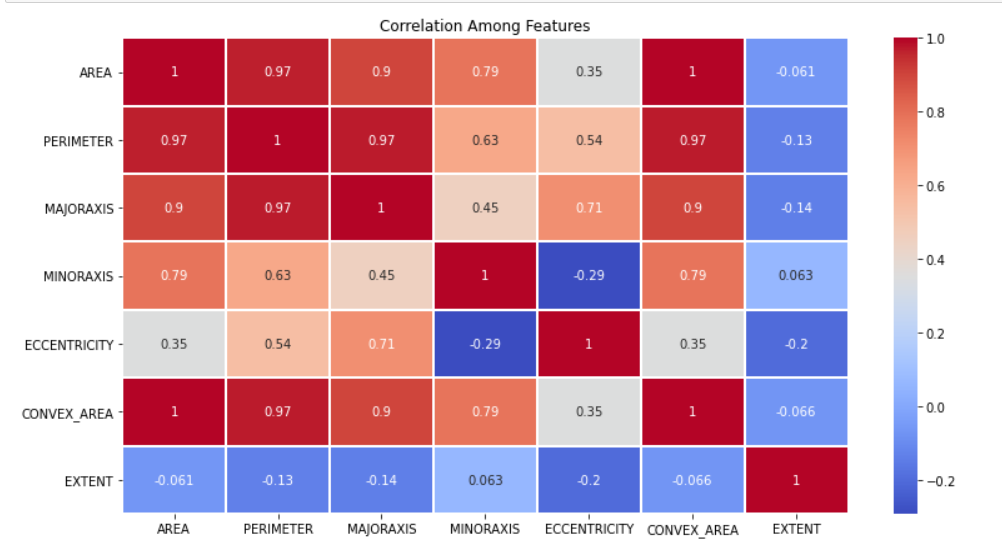 Correlation Among Features
AREA 1 0.97 0.9 0.79 0.35 1 -0.061
PERIMETER 0.97 1 0.97 0.63 0.54 0.97 -0.13
MAJORAXIS 0.9 0.97 1 0.45 0.71 0.9 -0.14
MINORAXIS 0.79 0.63 0.45 1 -0.29 0.79 0.063
ECCENTRICITY 0.35 0.54 0.71 -0.29 1 0.35 -0.2
CONVEX_AREA 1 0.97 0.9 0.79 0.35 1 -0.066
EXTENT -0.061 -0.13 -0.14 0.063 -0.2 -0.066 1
AREA PERIMETER MAJORAXIS MINORAXIS ECCENTRICITY CONVEX_AREA EXTENT
1.0
0.8
0.6
0.4
0.2
0.0
−0.2